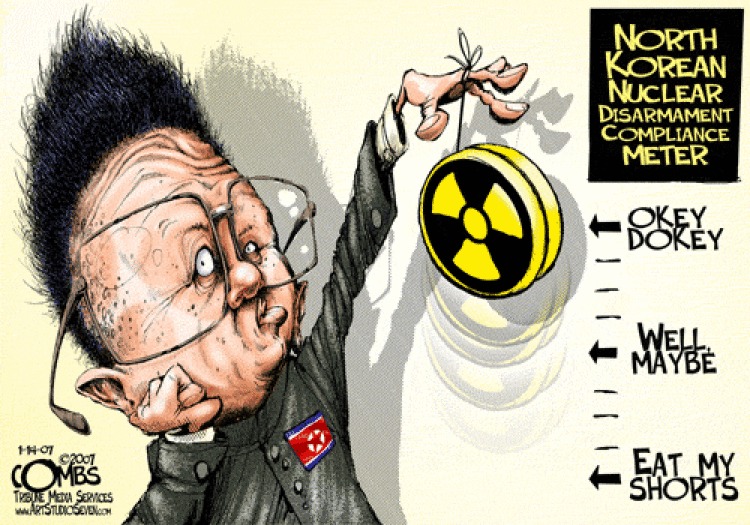 NORTH
KOREAN
NUCLEAR
DISARMAMENT
COMPLIANCE
METER
OKEY
DOKEY
WELL,
MAYBE
EAT MY
SHORTS
1-14-07
©2007
COMBS
TRIBUNE MEDIA SERVICES
WWW.ARTSTUDIOSEVEN.COM